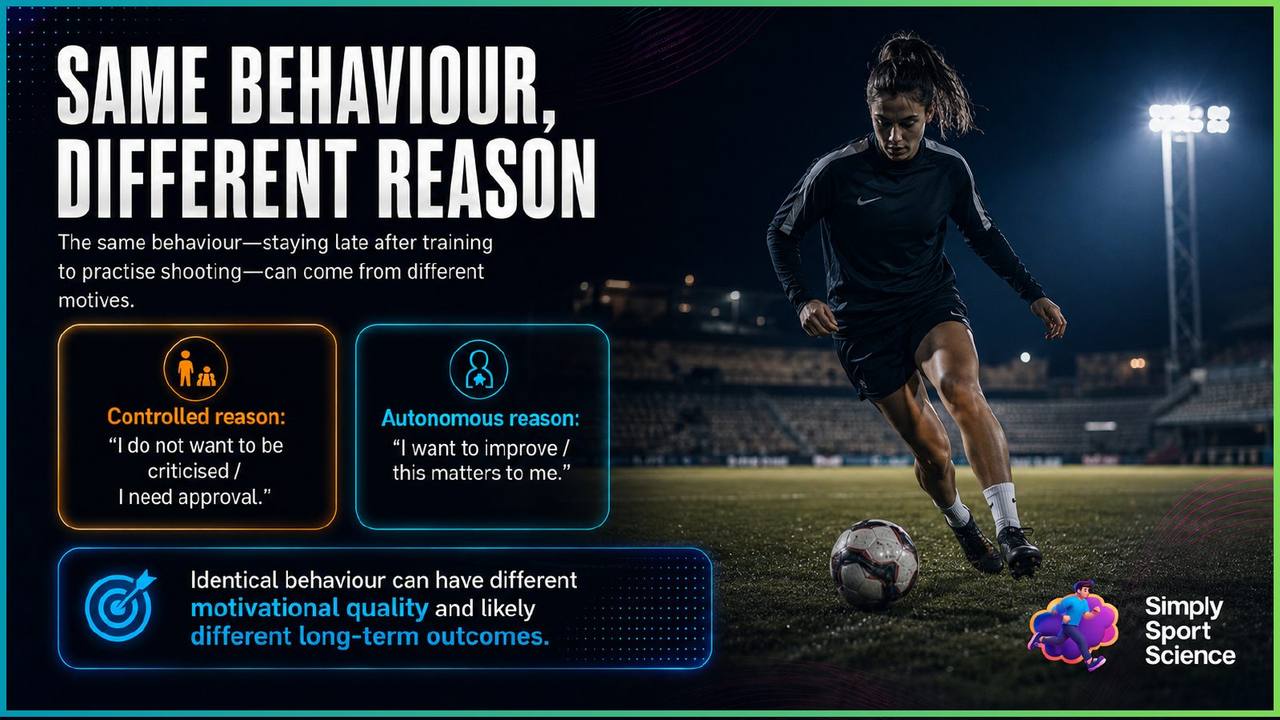 SAME BEHAVIOUR,
DIFFERENT REASON
The same behaviour—staying late after training
to practise shooting—can come from different
motives.
Controlled reason:
“I do not want to be
criticised /
I need approval.”
Autonomous reason:
“I want to improve /
this matters to me.”
Identical behaviour can have different
motivational quality and likely
different long-term outcomes.
Simply
Sport
Science